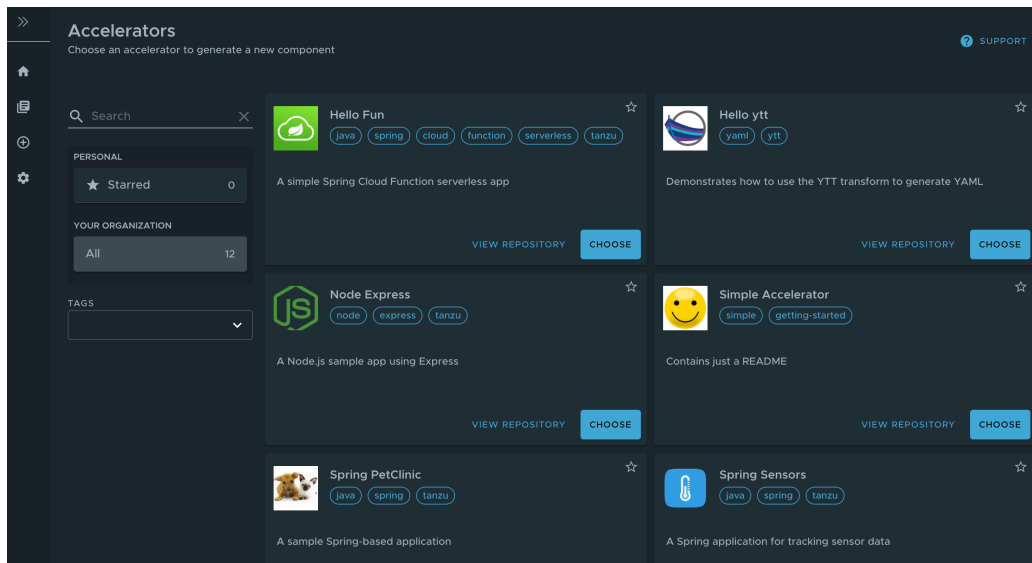 Accelerators
Choose an accelerator to generate a new component
SUPPORT
Search
PERSONAL
Starred 0
YOUR ORGANIZATION
All 12
TAGS
Hello Fun
java spring cloud function serverless tanzu
A simple Spring Cloud Function serverless app
VIEW REPOSITORY CHOOSE
Hello ytt
yaml ytt
Demonstrates how to use the YTT transform to generate YAML
VIEW REPOSITORY CHOOSE
JS
Node Express
node express tanzu
A Node.js sample app using Express
VIEW REPOSITORY CHOOSE
Simple Accelerator
simple getting-started
Contains just a README
VIEW REPOSITORY CHOOSE
Spring PetClinic
java spring tanzu
A sample Spring-based application
Spring Sensors
java spring tanzu
A Spring application for tracking sensor data